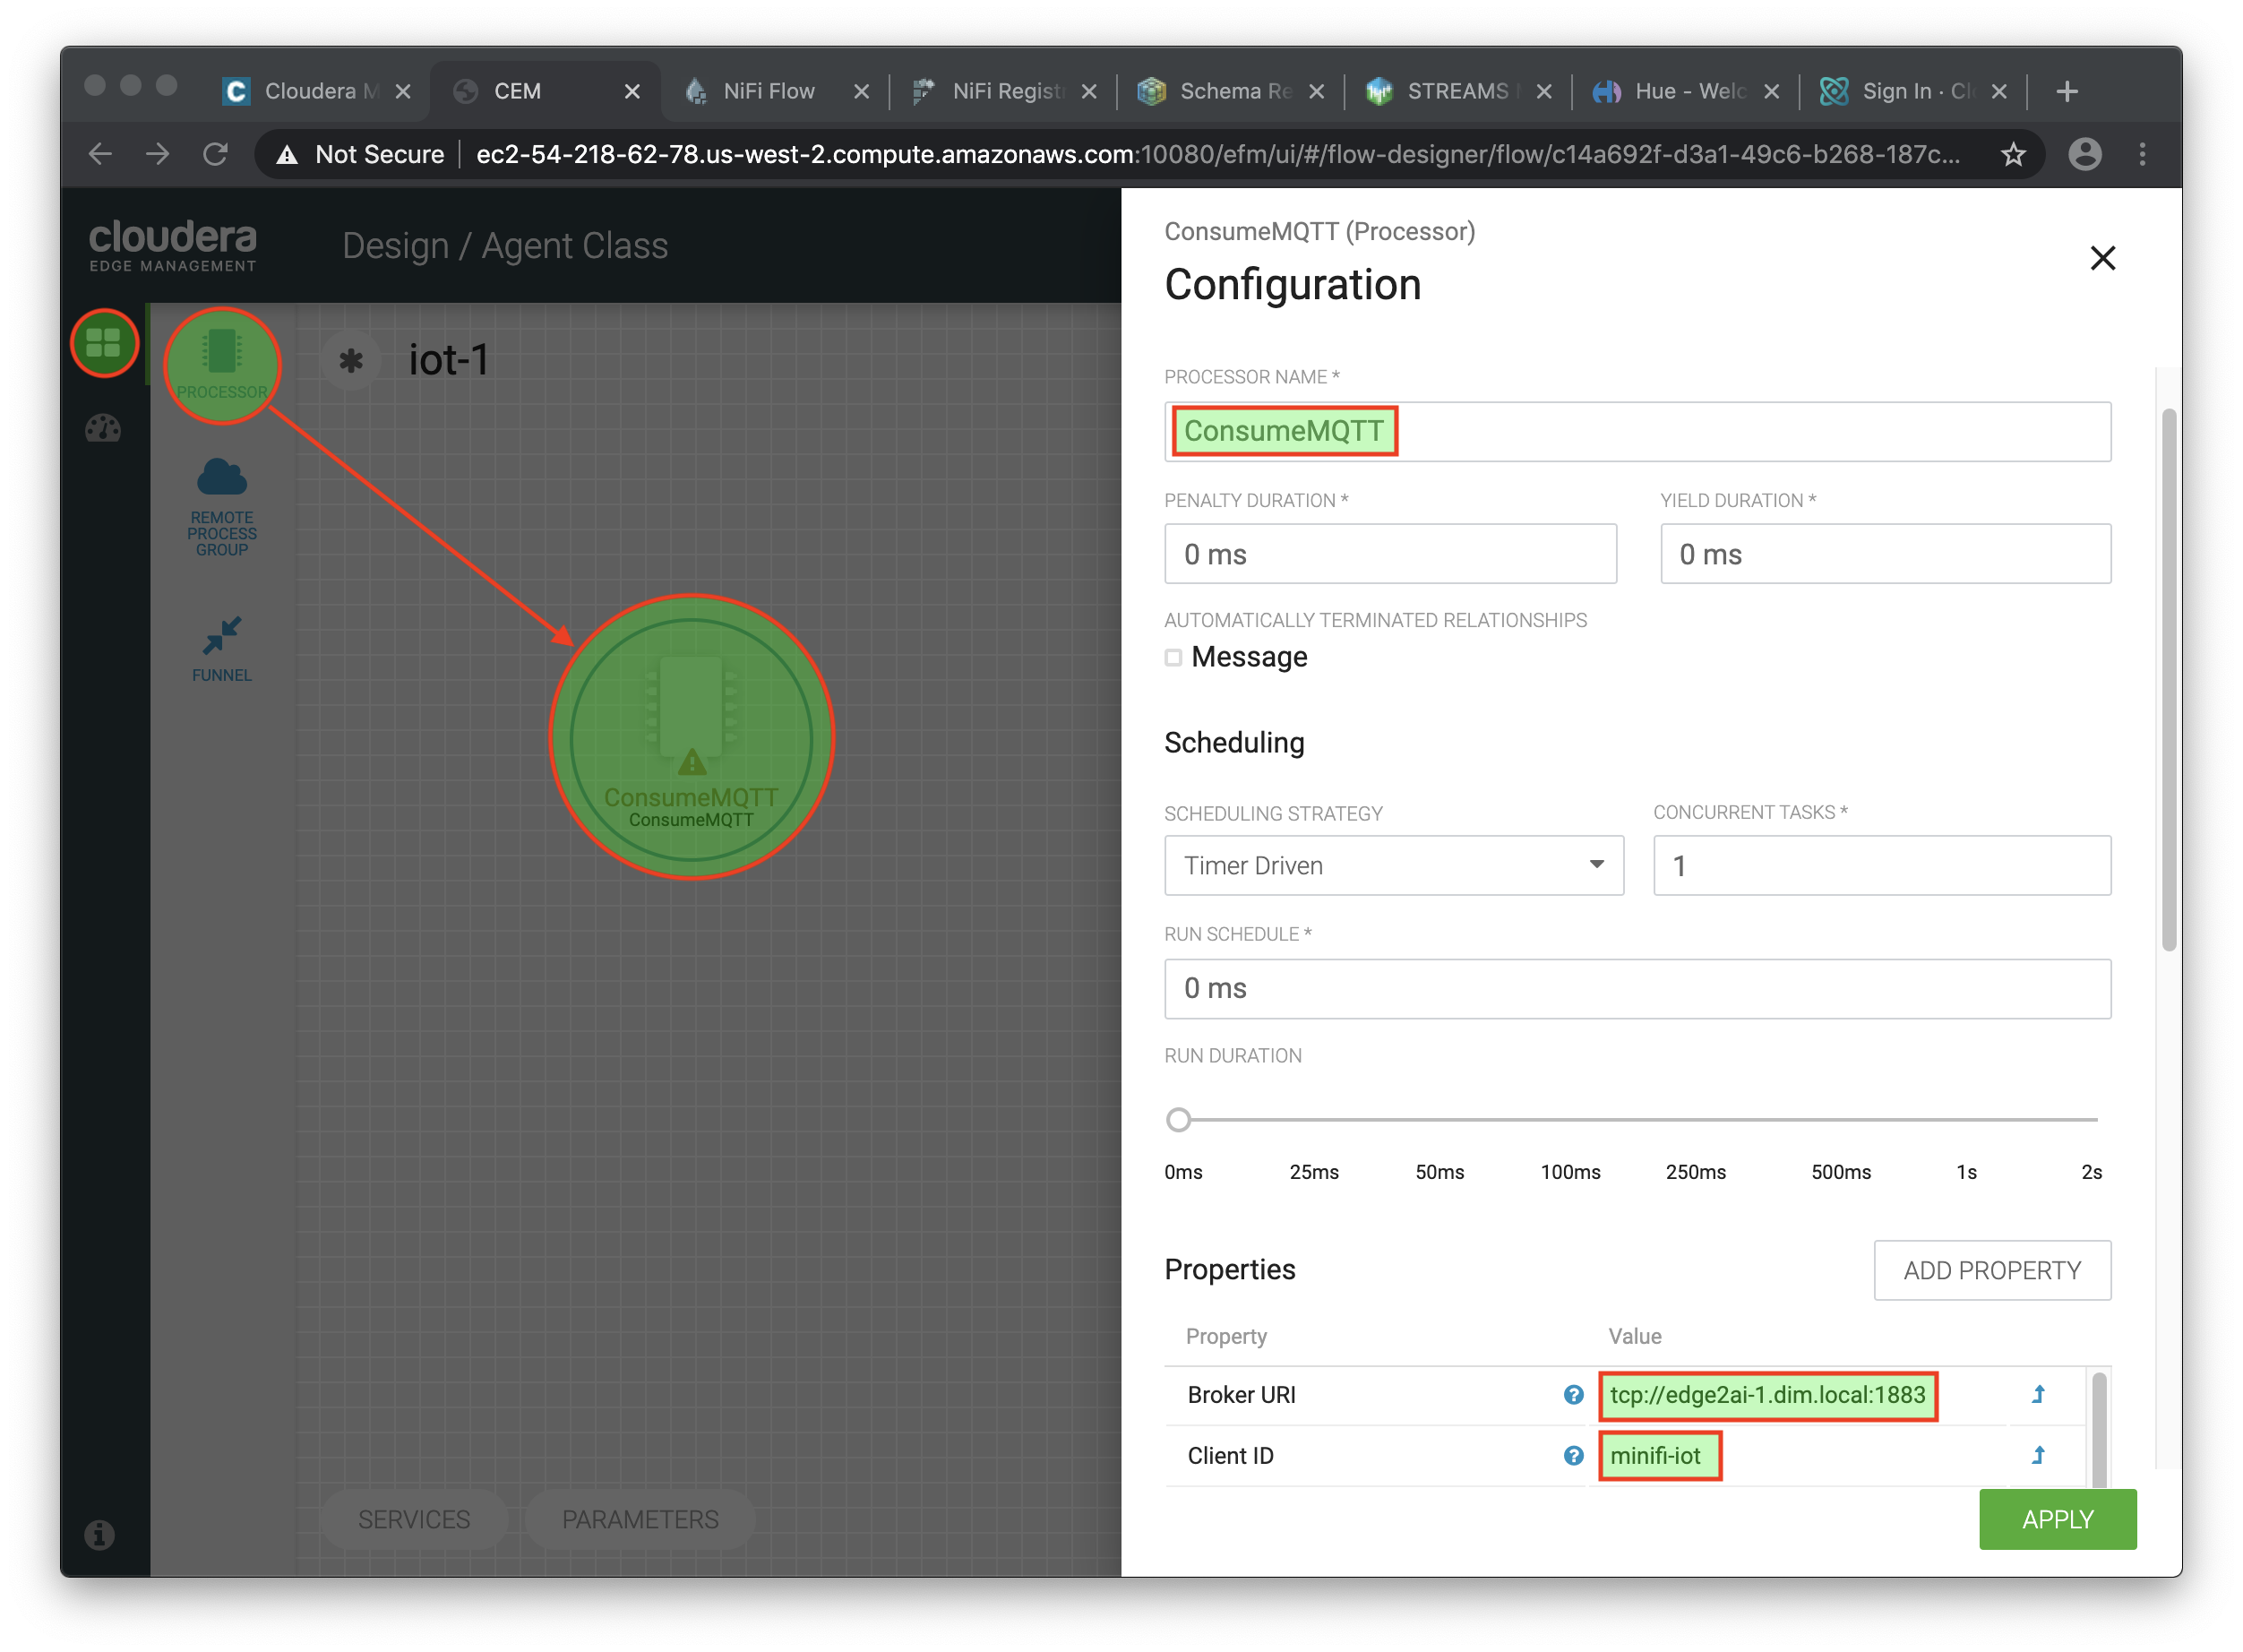 Cloudera M
CEM
NiFi Flow
NiFi Registr
Schema Re
STREAMS
Hue - Welc
Sign In · Clo
Not Secure
ec2-54-218-62-78.us-west-2.compute.amazonaws.com:10080/efm/ui/#/flow-designer/flow/c14a692f-d3a1-49c6-b268-187c...
cloudera
EDGE MANAGEMENT
Design / Agent Class
PROCESSOR
iot-1
REMOTE
PROCESS
GROUP
FUNNEL
ConsumeMQTT
ConsumeMQTT
SERVICES
PARAMETERS
ConsumeMQTT (Processor)
Configuration
PROCESSOR NAME *
ConsumeMQTT
PENALTY DURATION *
YIELD DURATION *
0 ms
0 ms
AUTOMATICALLY TERMINATED RELATIONSHIPS
Message
Scheduling
SCHEDULING STRATEGY
CONCURRENT TASKS *
Timer Driven
1
RUN SCHEDULE *
0 ms
RUN DURATION
0ms 25ms 50ms 100ms 250ms 500ms 1s 2s
Properties
ADD PROPERTY
Property Value
Broker URI tcp://edge2ai-1.dim.local:1883
Client ID minifi-iot
APPLY